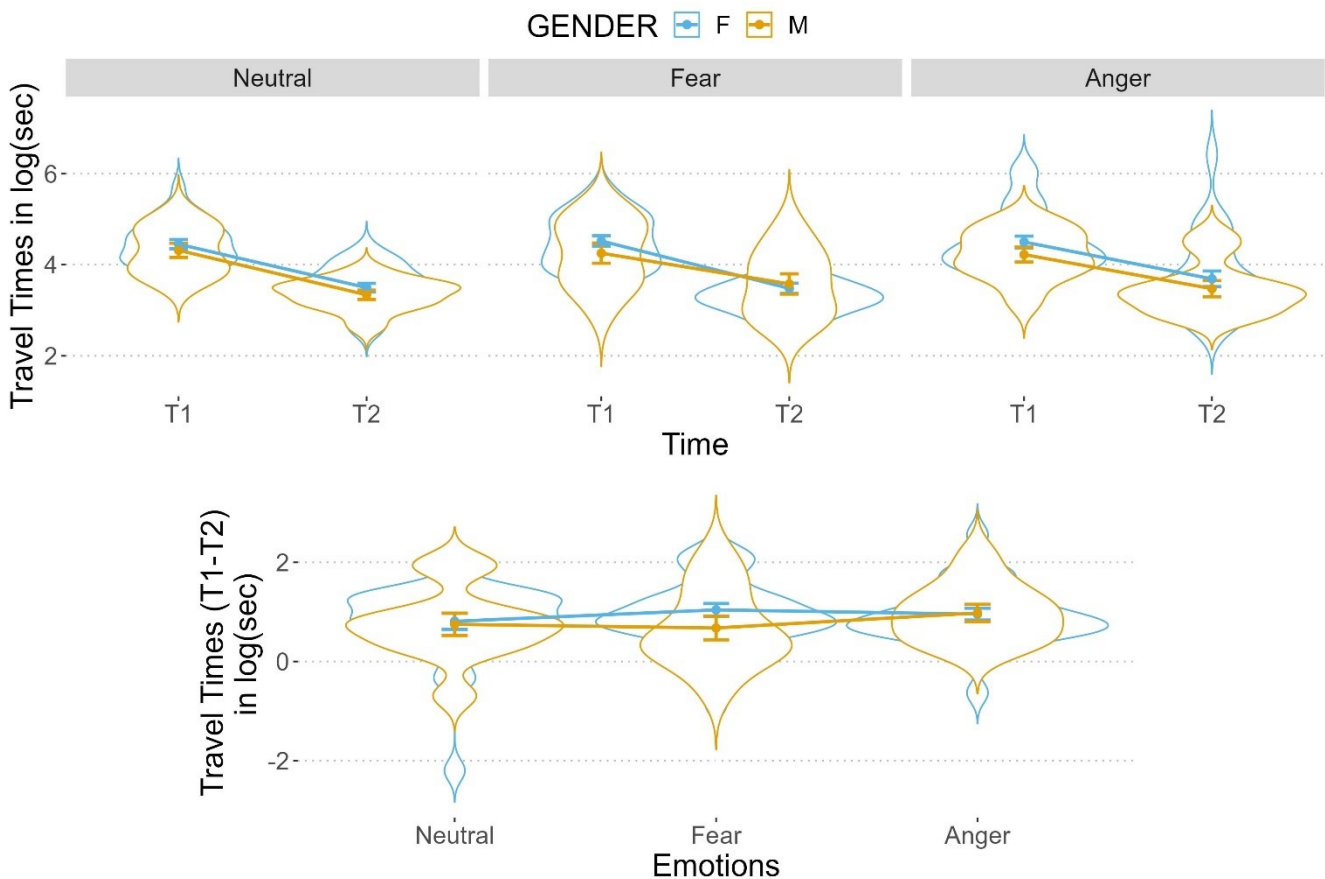 GENDER F M
Neutral Fear Anger
Travel Times in log(sec)
6
4
2
T1 T2 T1 T2 T1 T2
Time
Travel Times (T1-T2)
in log(sec)
2
0
-2
Neutral Fear Anger
Emotions